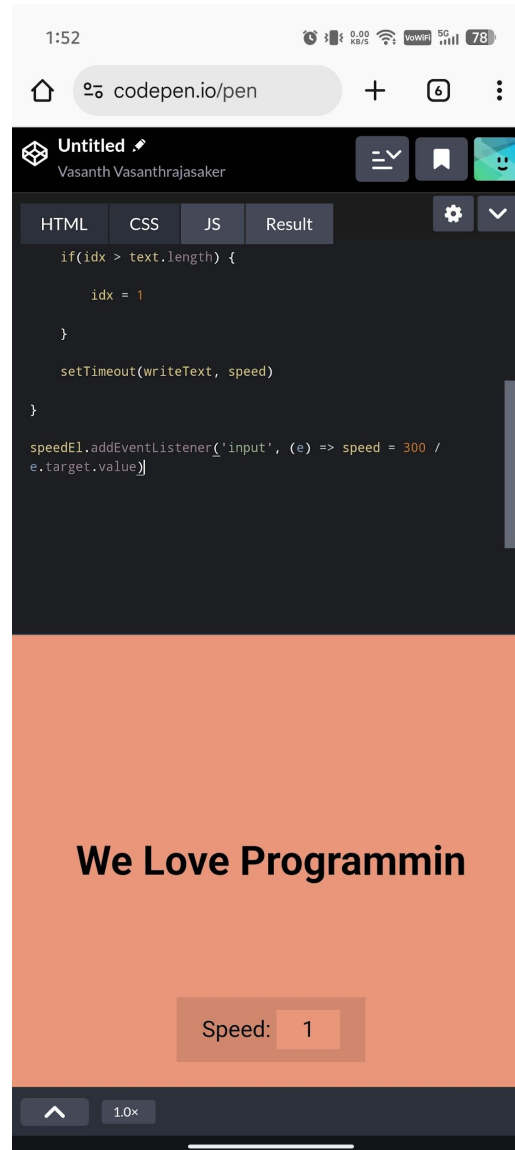 1:52
0.00 KB/S VoWiFi 5G 78
codepen.io/pen
6
Untitled
Vasanth Vasanthrajasaker
HTML CSS JS Result
if(idx > text.length) {
idx = 1
}
setTimeout(writeText, speed)
}
speedEl.addEventListener('input', (e) => speed = 300 /
e.target.value)
We Love Programmin
Speed: 1
1.0×